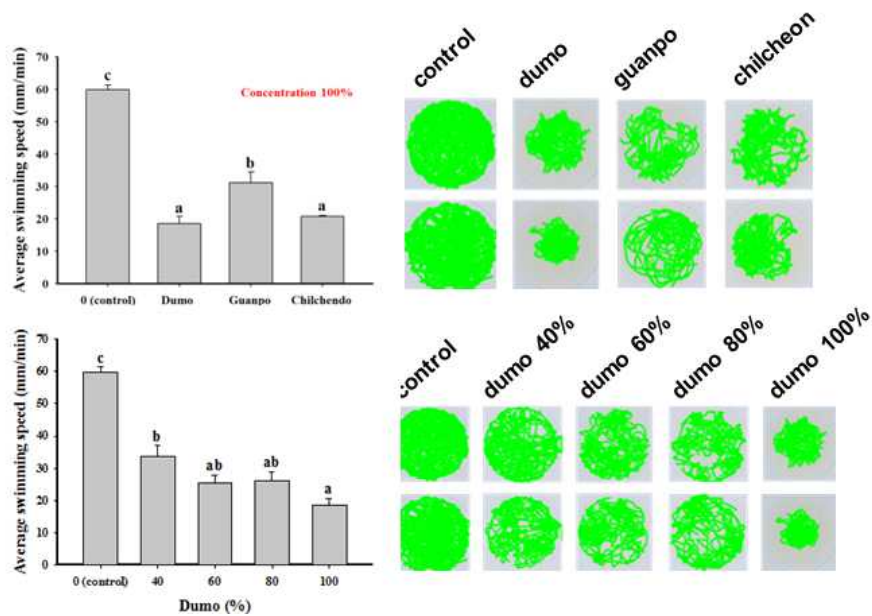 Average swimming speed (mm/min)
70
60
50
40
30
20
10
0
c
a
b
a
Concentration 100%
0 (control)
Dumo
Guanpo
Chilchendo
control
dumo
guanpo
chilcheon
Average swimming speed (mm/min)
70
60
50
40
30
20
10
0
c
b
ab
ab
a
0 (control)
40
60
80
100
Dumo (%)
control
dumo 40%
dumo 60%
dumo 80%
dumo 100%